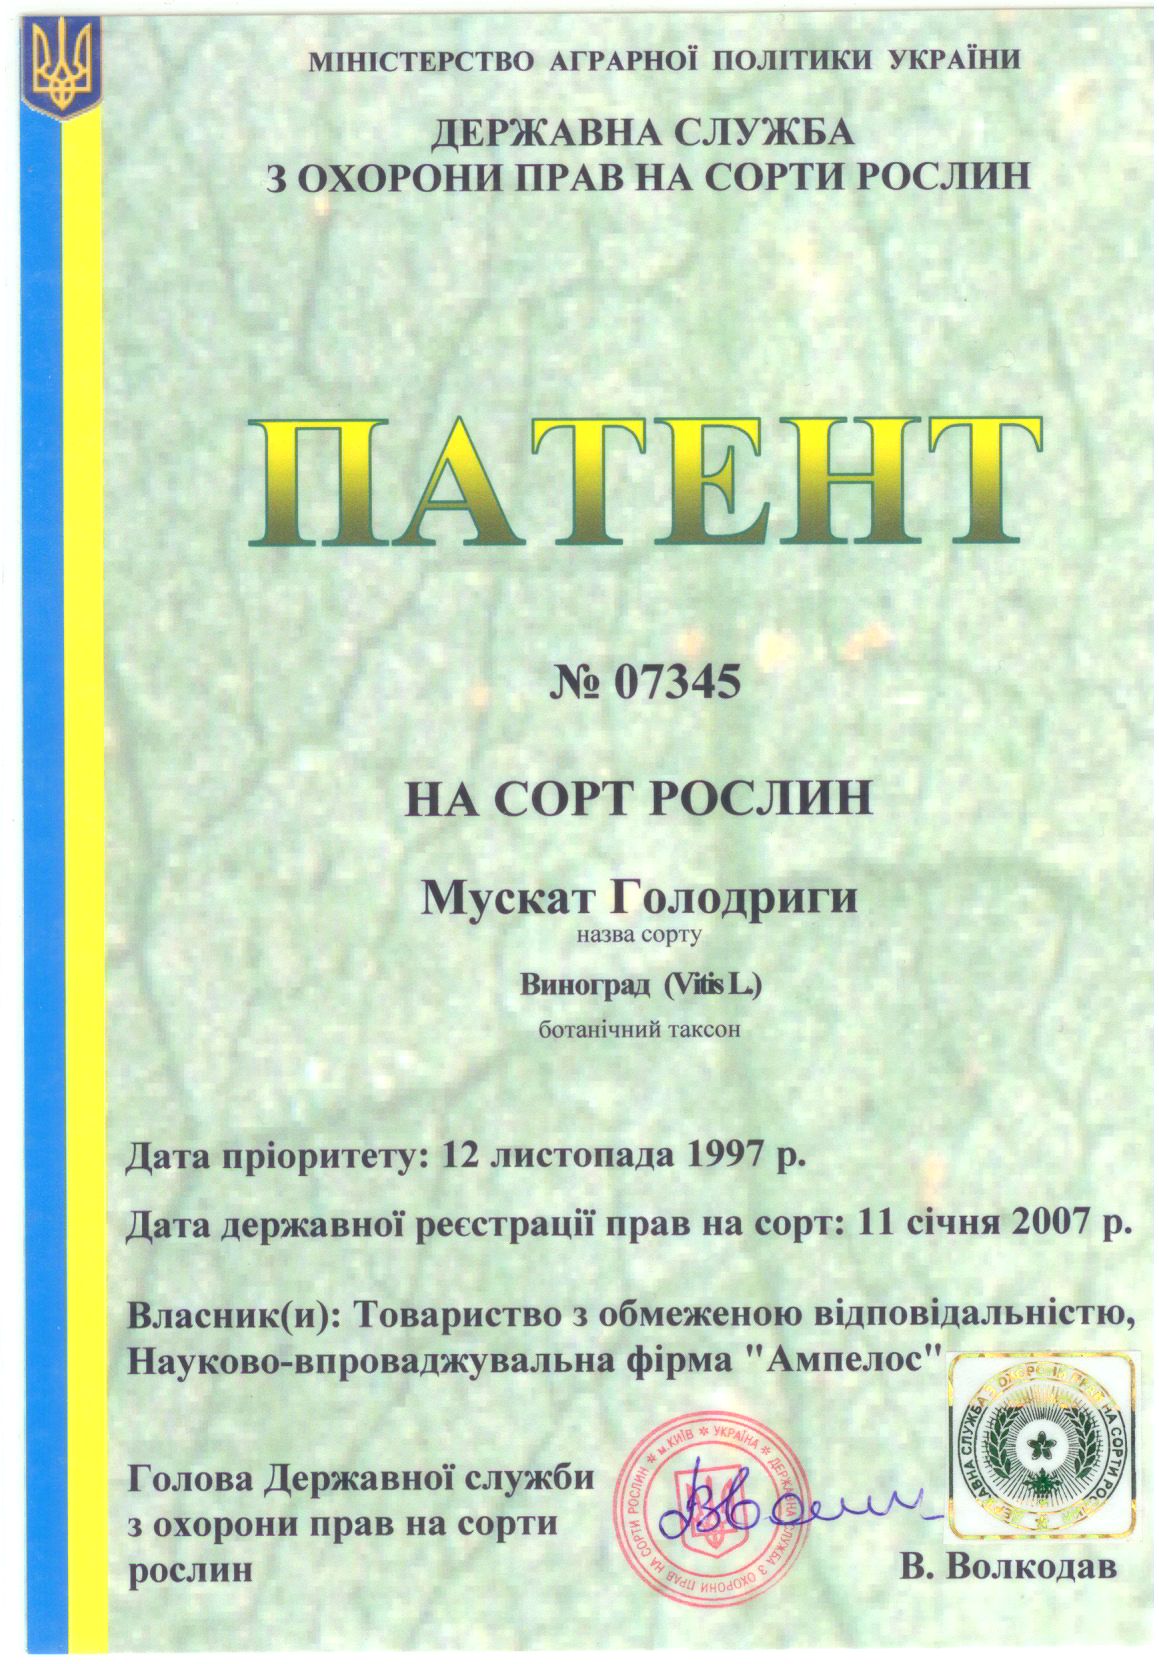 МІНІСТЕРСТВО АГРАРНОЇ ПОЛІТИКИ УКРАЇНИ
ДЕРЖАВНА СЛУЖБА
З ОХОРОНИ ПРАВ НА СОРТИ РОСЛИН
ПАТЕНТ
№ 07345
НА СОРТ РОСЛИН
Мускат Голодриги
назва сорту
Виноград (Vitis L.)
ботанічний таксон
Дата пріоритету: 12 листопада 1997 р.
Дата державної реєстрації прав на сорт: 11 січня 2007 р.
Власник(и): Товариство з обмеженою відповідальністю,
Науково-впроваджувальна фірма "Ампелос"
Голова Державної служби
з охорони прав на сорти
рослин
В. Волкодав
м.КИЇВ * УКРАЇНА * ДЕРЖАВНА СЛУЖБА З ОХОРОНИ ПРАВ НА СОРТИ РОСЛИН *
ДЕРЖАВНА СЛУЖБА З ОХОРОНИ ПРАВ НА СОРТИ РОСЛИН